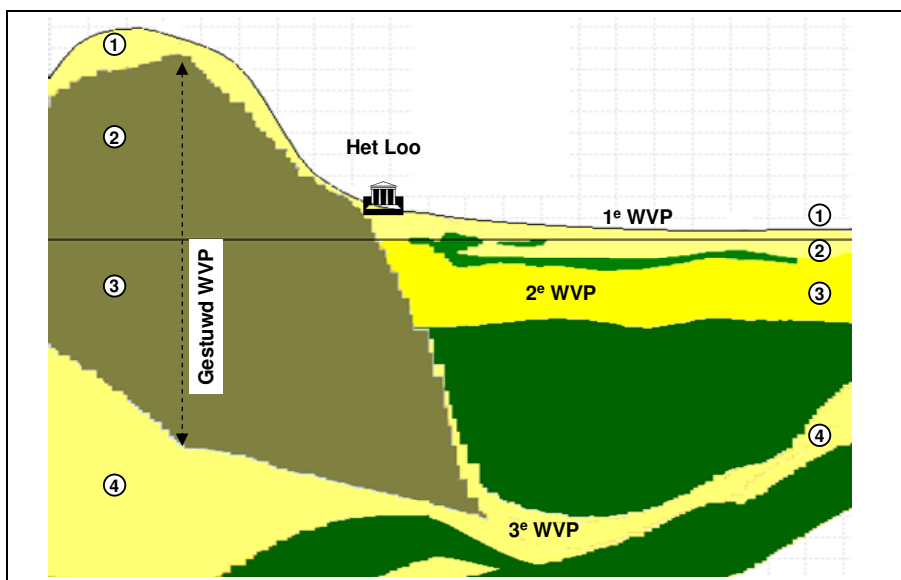 ①
②
Het Loo
1e WVP
①
②
③
2e WVP
③
Gestuwd WVP
④
④
3e WVP